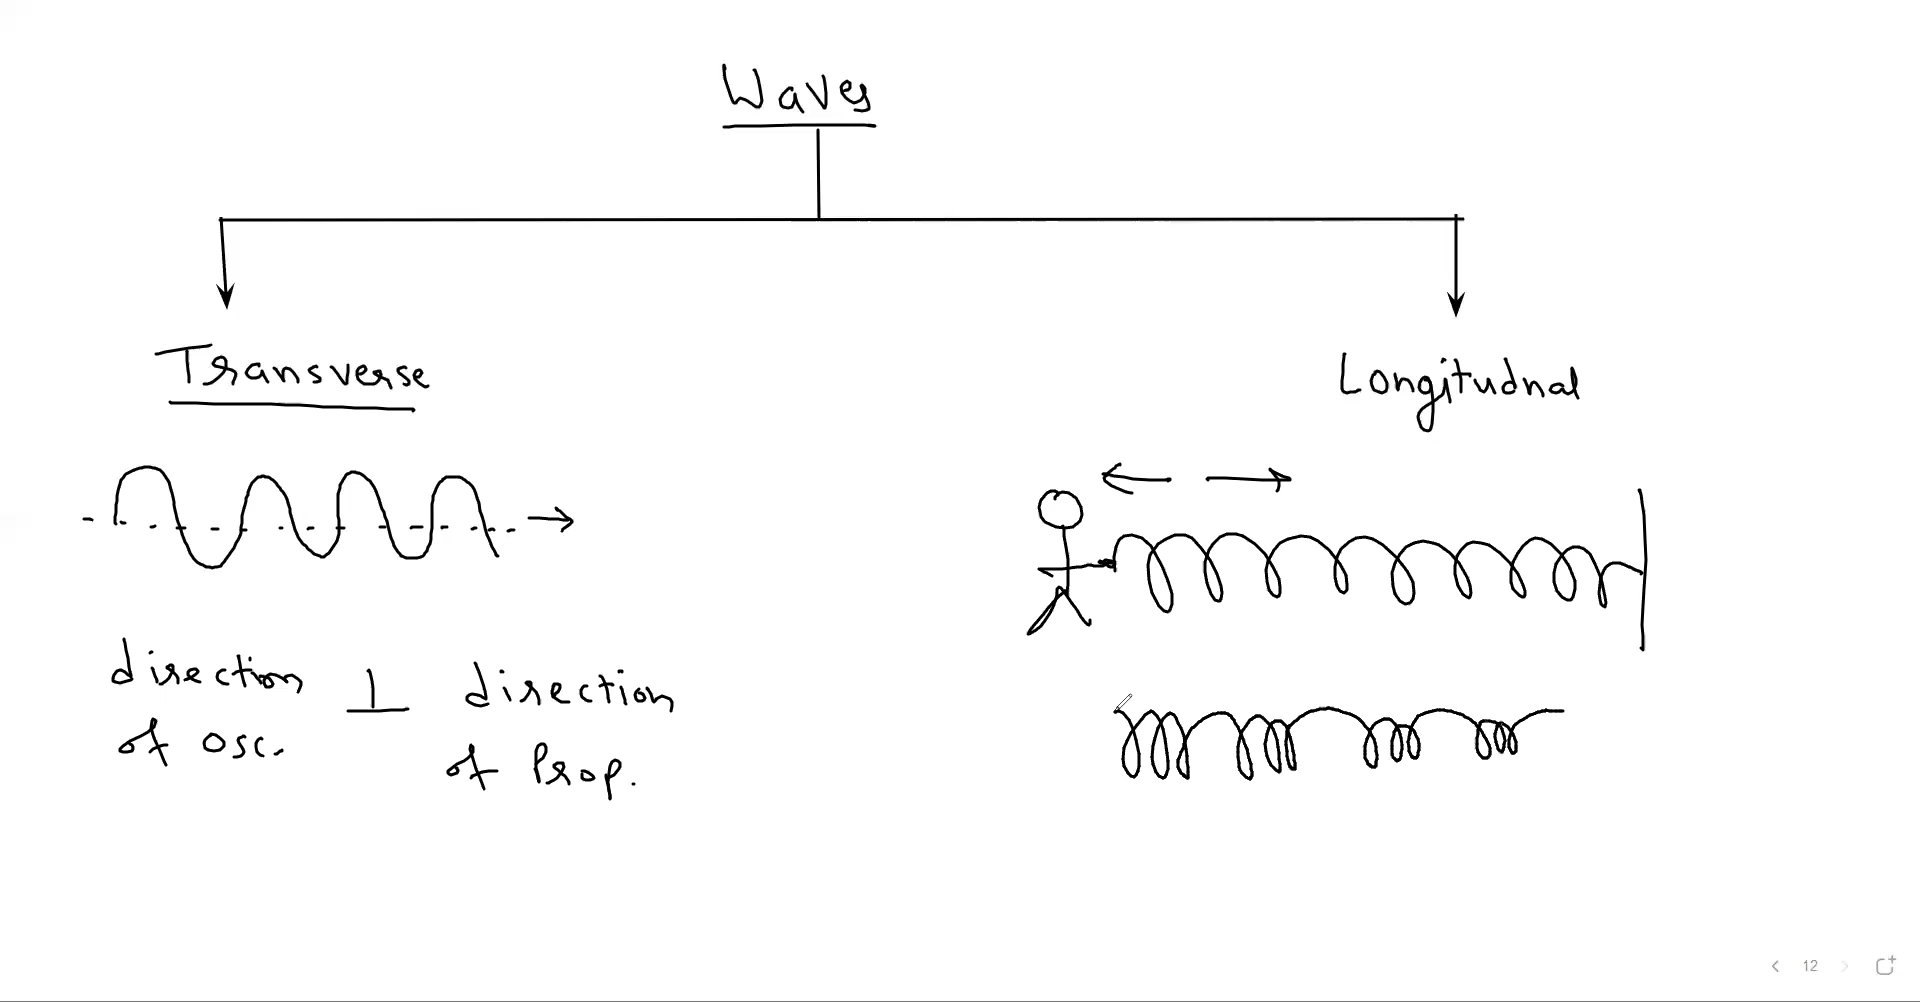 Waves
Transverse
Longitudnal
direction ⊥ direction
of osc. of Prop.
12